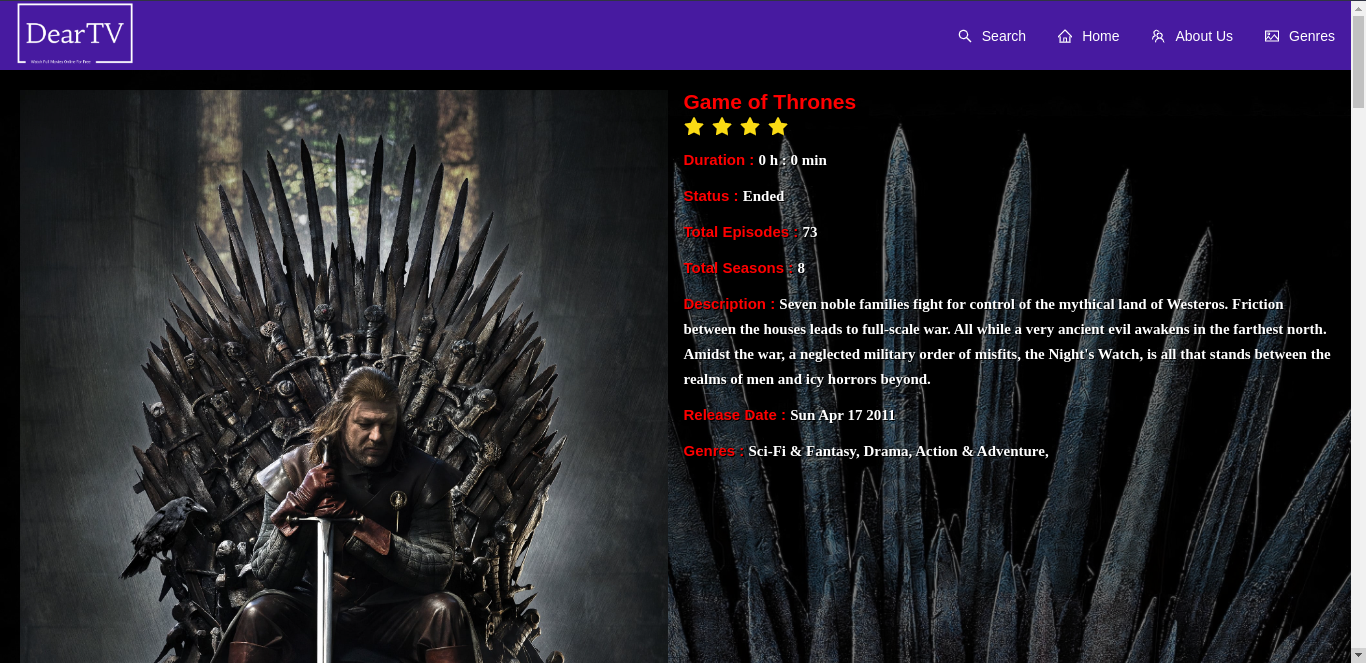 DearTV
Watch Full Movies Online For Free
Search
Home
About Us
Genres
Game of Thrones
Duration : 0 h : 0 min
Status : Ended
Total Episodes : 73
Total Seasons : 8
Description : Seven noble families fight for control of the mythical land of Westeros. Friction
between the houses leads to full-scale war. All while a very ancient evil awakens in the farthest north.
Amidst the war, a neglected military order of misfits, the Night's Watch, is all that stands between the
realms of men and icy horrors beyond.
Release Date : Sun Apr 17 2011
Genres : Sci-Fi & Fantasy, Drama, Action & Adventure,